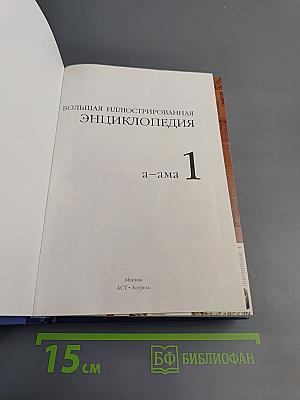 БОЛЬШАЯ ИЛЛЮСТРИРОВАННАЯ
ЭНЦИКЛОПЕДИЯ
а–ама 1
Москва
АСТ • Астрель
15 см
БФ БИБЛИОФАН